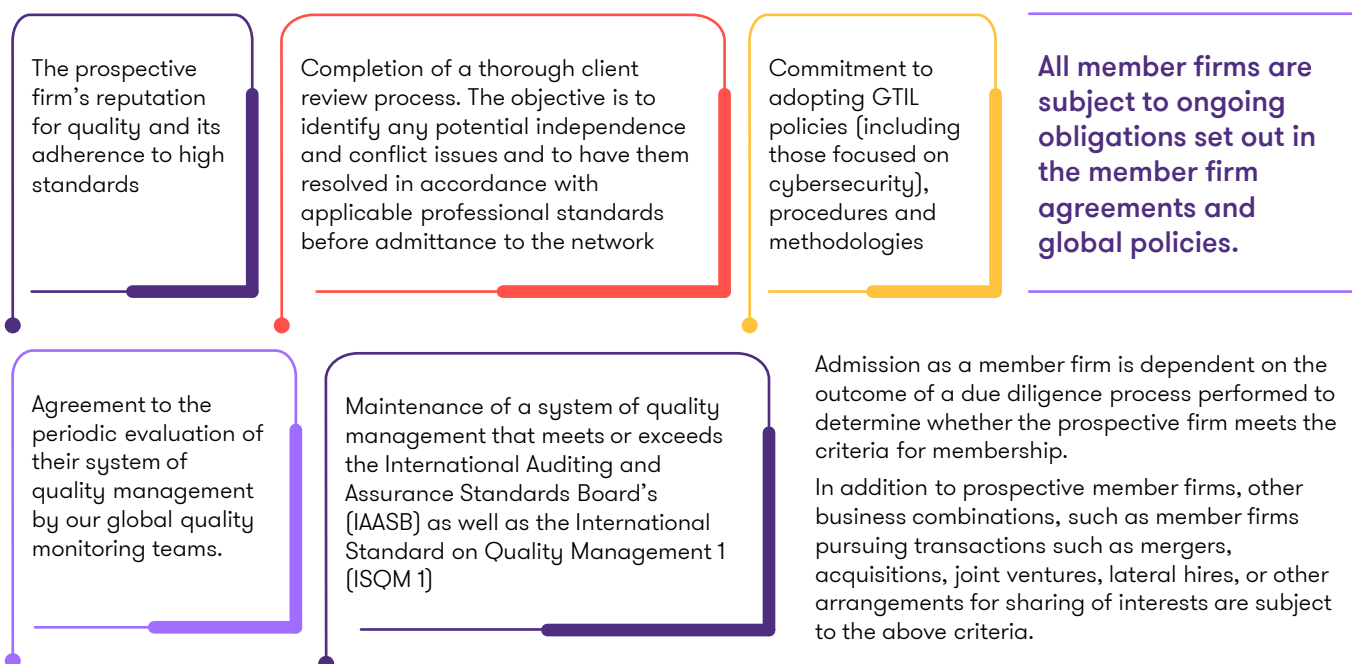 The prospective
firm's reputation
for quality and its
adherence to high
standards
Completion of a thorough client
review process. The objective is to
identify any potential independence
and conflict issues and to have them
resolved in accordance with
applicable professional standards
before admittance to the network
Commitment to
adopting GTIL
policies (including
those focused on
cybersecurity),
procedures and
methodologies
All member firms are
subject to ongoing
obligations set out in
the member firm
agreements and
global policies.
Agreement to the
periodic evaluation of
their system of
quality management
by our global quality
monitoring teams.
Maintenance of a system of quality
management that meets or exceeds
the International Auditing and
Assurance Standards Board's
(IAASB) as well as the International
Standard on Quality Management 1
(ISQM 1)
Admission as a member firm is dependent on the
outcome of a due diligence process performed to
determine whether the prospective firm meets the
criteria for membership.
In addition to prospective member firms, other
business combinations, such as member firms
pursuing transactions such as mergers,
acquisitions, joint ventures, lateral hires, or other
arrangements for sharing of interests are subject
to the above criteria.